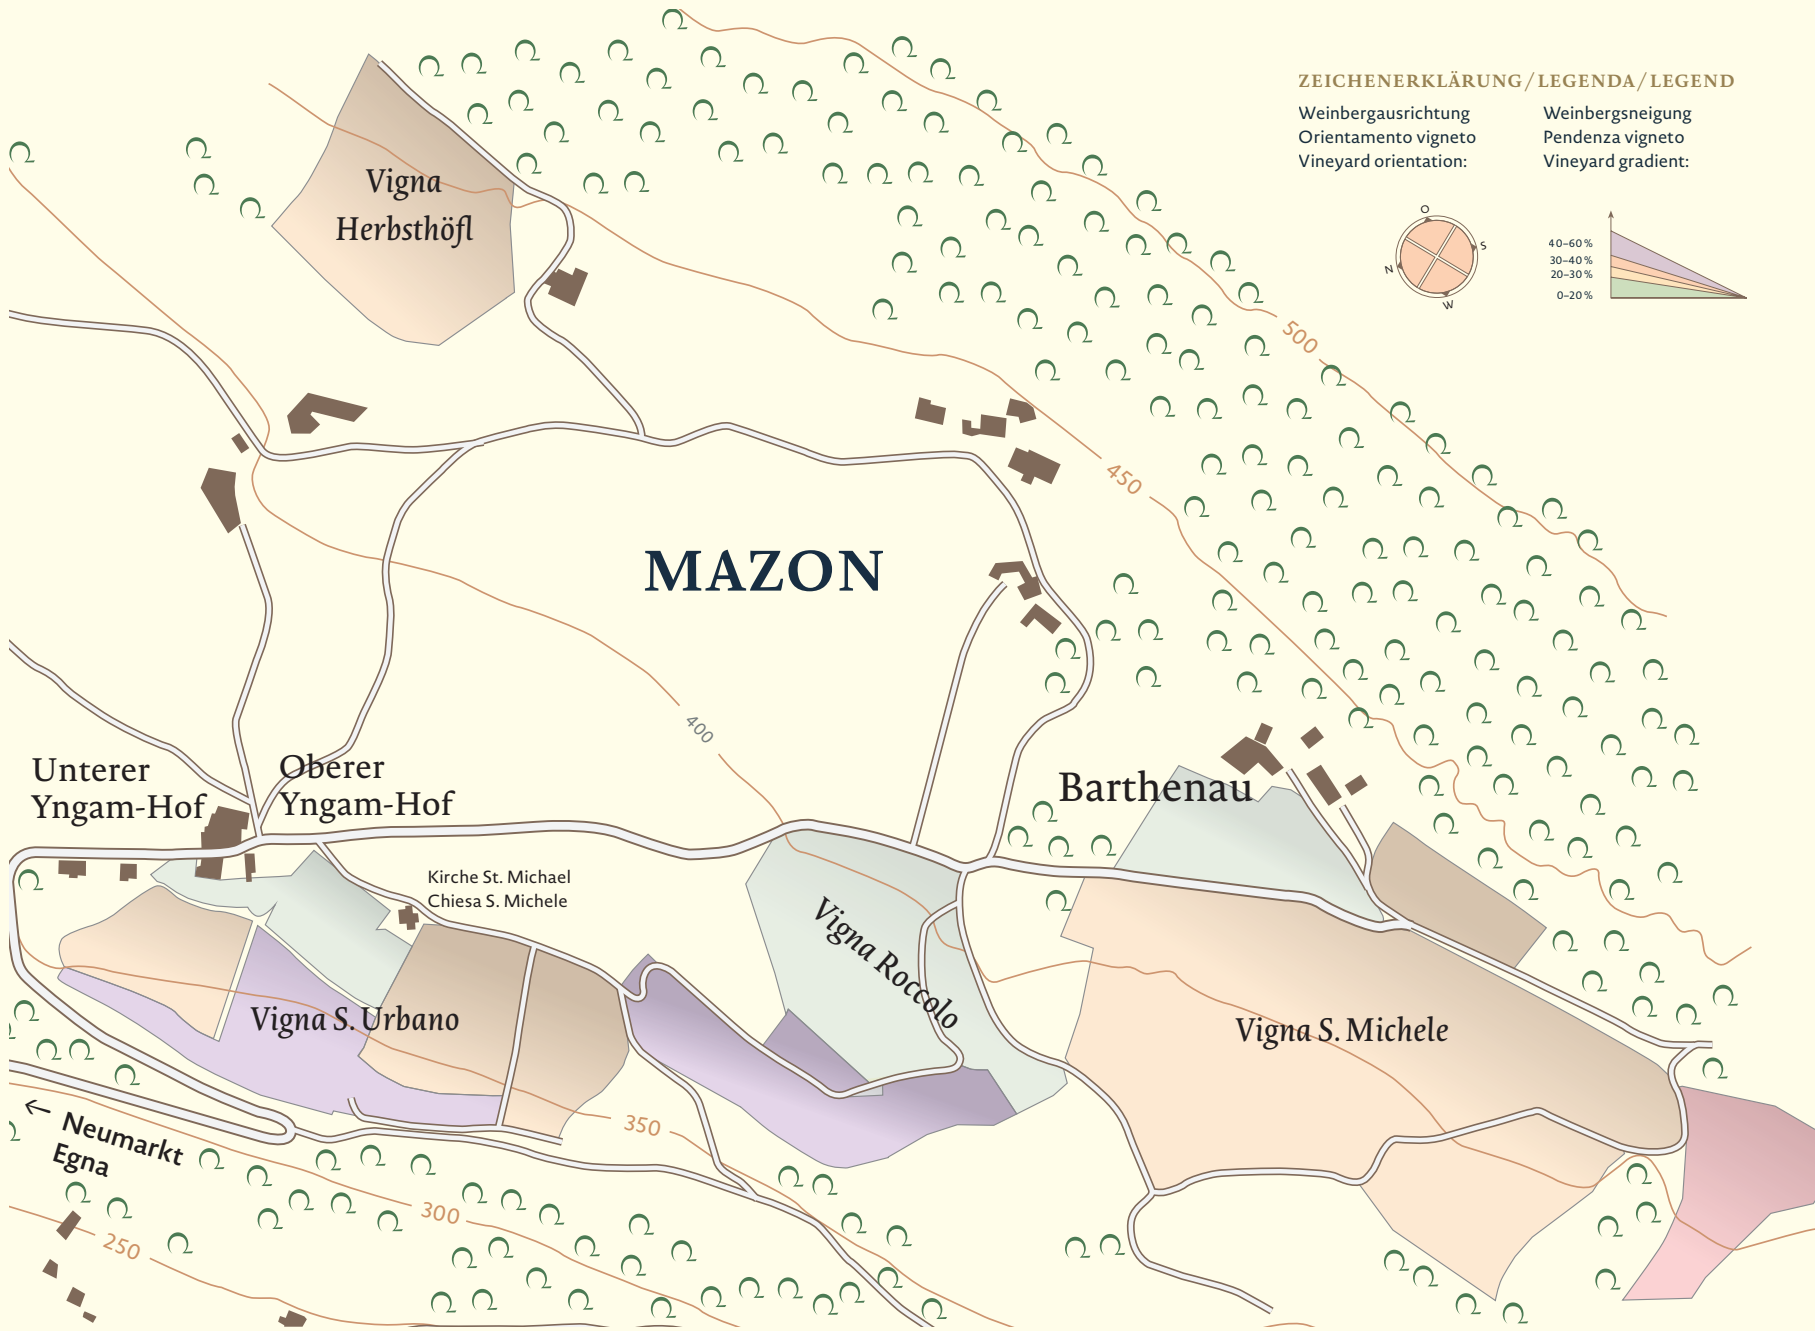 ZEICHENERKLÄRUNG/LEGENDA/LEGEND
Weinbergausrichtung
Orientamento vigneto
Vineyard orientation:
Weinbergsneigung
Pendenza vigneto
Vineyard gradient:
O
S
N
W
40–60 %
30–40 %
20–30 %
0–20 %
Vigna
Herbsthöfl
500
450
MAZON
400
Unterer
Yngam-Hof
Oberer
Yngam-Hof
Barthenau
Kirche St. Michael
Chiesa S. Michele
Vigna Roccolo
Vigna S. Urbano
Vigna S. Michele
← Neumarkt
Egna
350
300
250